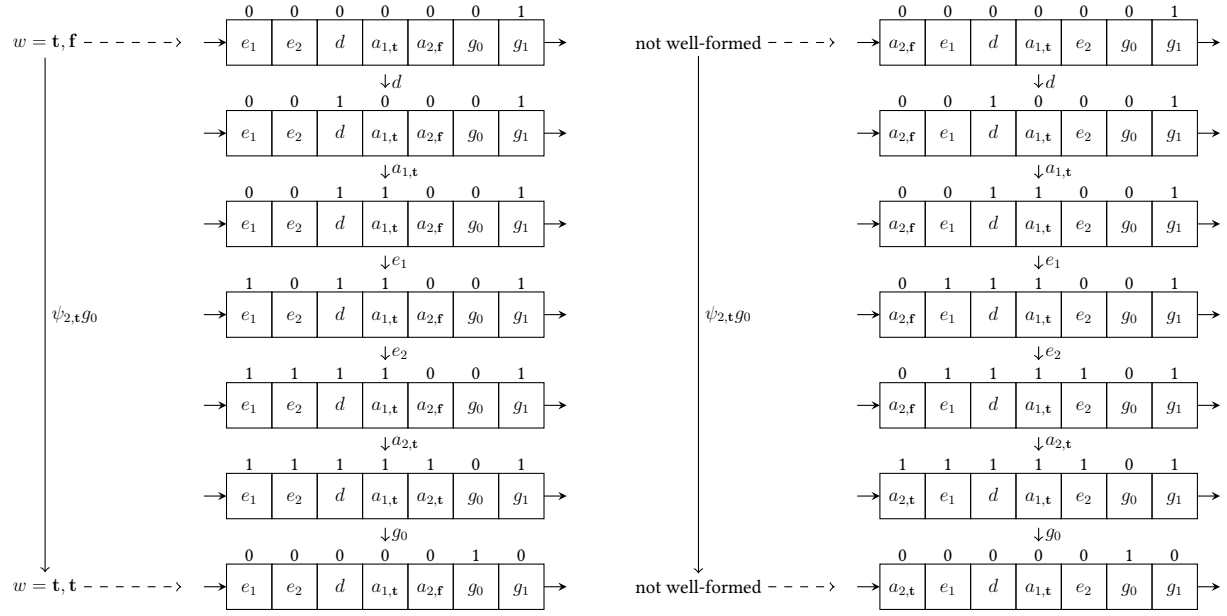 0 0 0 0 0 0 1
w = t, f e₁ e₂ d a₁,t a₂,f g₀ g₁
d
0 0 1 0 0 0 1
e₁ e₂ d a₁,t a₂,f g₀ g₁
a₁,t
0 0 1 1 0 0 1
e₁ e₂ d a₁,t a₂,f g₀ g₁
e₁
1 0 1 1 0 0 1
ψ₂,t g₀ e₁ e₂ d a₁,t a₂,f g₀ g₁
e₂
1 1 1 1 0 0 1
e₁ e₂ d a₁,t a₂,f g₀ g₁
a₂,t
1 1 1 1 1 0 1
e₁ e₂ d a₁,t a₂,t g₀ g₁
g₀
0 0 0 0 0 1 0
w = t, t e₁ e₂ d a₁,t a₂,f g₀ g₁
0 0 0 0 0 0 1
not well-formed a₂,f e₁ d a₁,t e₂ g₀ g₁
d
0 0 1 0 0 0 1
a₂,f e₁ d a₁,t e₂ g₀ g₁
a₁,t
0 0 1 1 0 0 1
a₂,f e₁ d a₁,t e₂ g₀ g₁
e₁
0 1 1 1 0 0 1
ψ₂,t g₀ a₂,f e₁ d a₁,t e₂ g₀ g₁
e₂
0 1 1 1 1 0 1
a₂,f e₁ d a₁,t e₂ g₀ g₁
a₂,t
1 1 1 1 1 0 1
a₂,t e₁ d a₁,t e₂ g₀ g₁
g₀
0 0 0 0 0 1 0
not well-formed a₂,t e₁ d a₁,t e₂ g₀ g₁